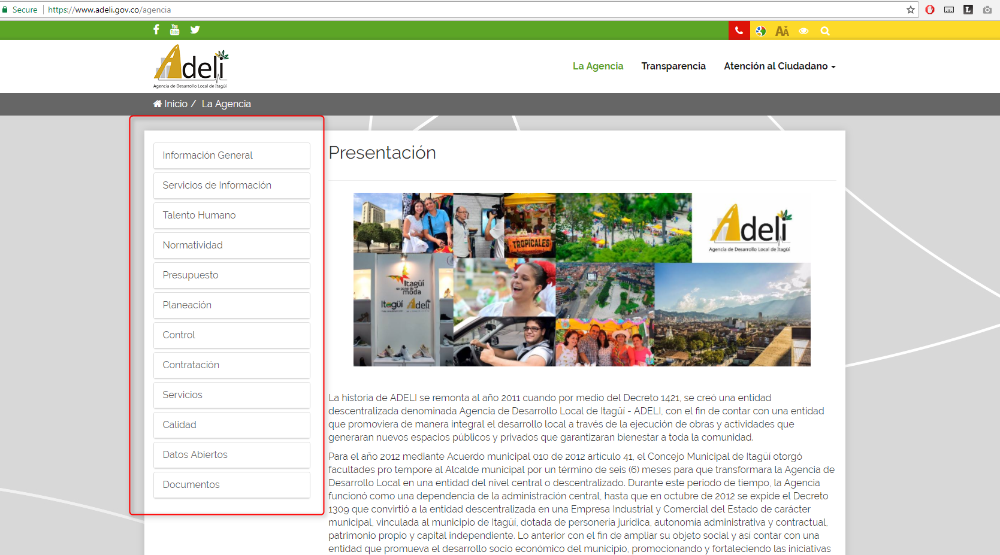 Secure https://www.adeli.gov.co/agencia
Adeli
Agencia de Desarrollo Local de Itagüí
La Agencia Transparencia Atención al Ciudadano
Inicio / La Agencia
Información General
Servicios de Información
Talento Humano
Normatividad
Presupuesto
Planeación
Control
Contratación
Servicios
Calidad
Datos Abiertos
Documentos
Presentación
TROPICALES
Adeli
Agencia de Desarrollo Local de Itagüí
Itagüí
se pone de
moda
Itagüí Adeli
La historia de ADELI se remonta al año 2011 cuando por medio del Decreto 1421, se creó una entidad
descentralizada denominada Agencia de Desarrollo Local de Itagüí - ADELI, con el fin de contar con una entidad
que promoviera de manera integral el desarrollo local a través de la ejecución de obras y actividades que
generaran nuevos espacios públicos y privados que garantizaran bienestar a toda la comunidad.
Para el año 2012 mediante Acuerdo municipal 010 de 2012 artículo 41, el Concejo Municipal de Itagüí otorgó
facultades pro tempore al Alcalde municipal por un término de seis (6) meses para que transformara la Agencia de
Desarrollo Local en una entidad del nivel central o descentralizado. Durante este periodo de tiempo, la Agencia
funcionó como una dependencia de la administración central, hasta que en octubre de 2012 se expide el Decreto
1309 que convirtió a la entidad descentralizada en una Empresa Industrial y Comercial del Estado de carácter
municipal, vinculada al municipio de Itagüí, dotada de personería jurídica, autonomía administrativa y contractual,
patrimonio propio y capital independiente. Lo anterior con el fin de ampliar su objeto social y así contar con una
entidad que promueva el desarrollo socio económico del municipio, promocionando y fortaleciendo las iniciativas